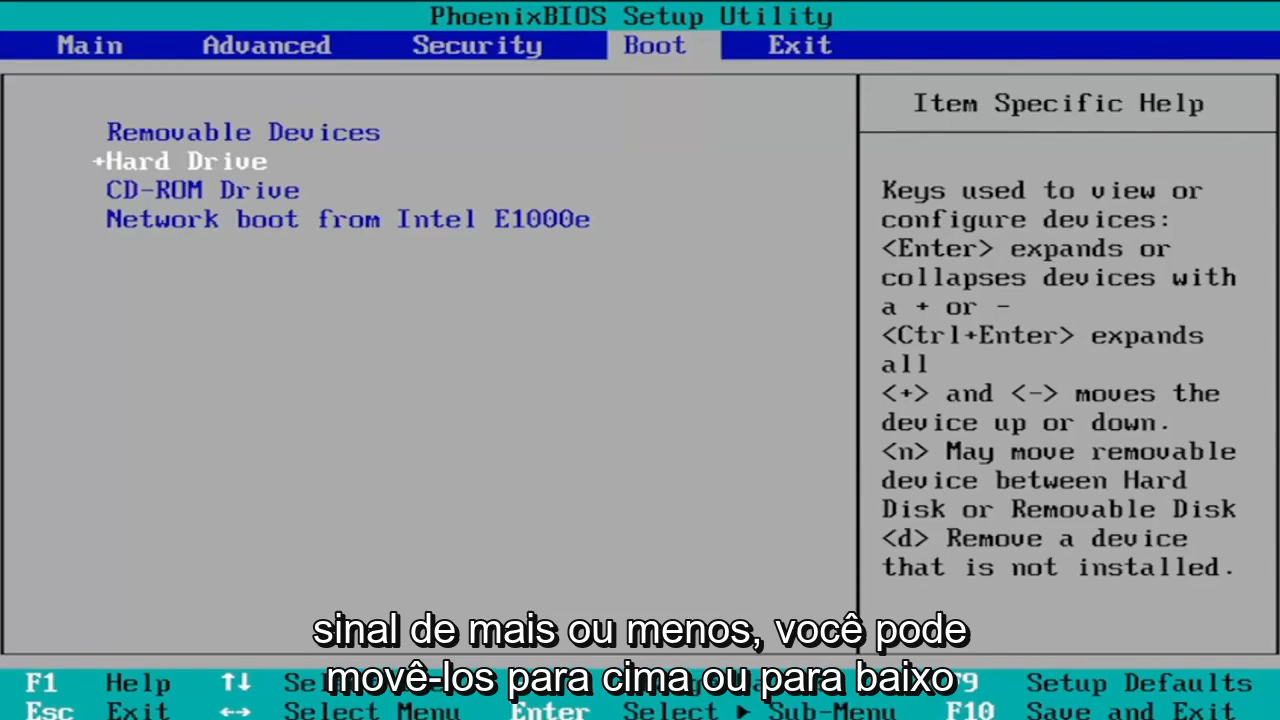 PhoenixBIOS Setup Utility
Main Advanced Security Boot Exit
Removable Devices
+Hard Drive
CD-ROM Drive
Network boot from Intel E1000e
Item Specific Help
Keys used to view or
configure devices:
<Enter> expands or
collapses devices with
a + or -
<Ctrl+Enter> expands
all
<+> and <-> moves the
device up or down.
<n> May move removable
device between Hard
Disk or Removable Disk
<d> Remove a device
that is not installed.
sinal de mais ou menos, você pode
movê-los para cima ou para baixo
F1 Help ↑↓ F9 Setup Defaults
Esc Exit ↔ Select Menu Enter Select ▶ Sub-Menu F10 Save and Exit